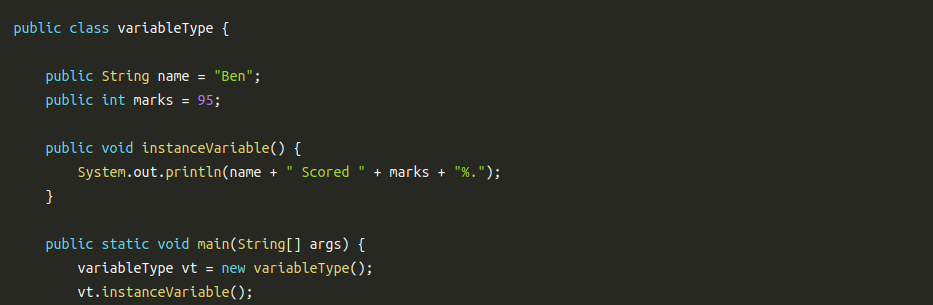 public class variableType {
public String name = "Ben";
public int marks = 95;
public void instanceVariable() {
System.out.println(name + " Scored " + marks + "%.");
}
public static void main(String[] args) {
variableType vt = new variableType();
vt.instanceVariable();